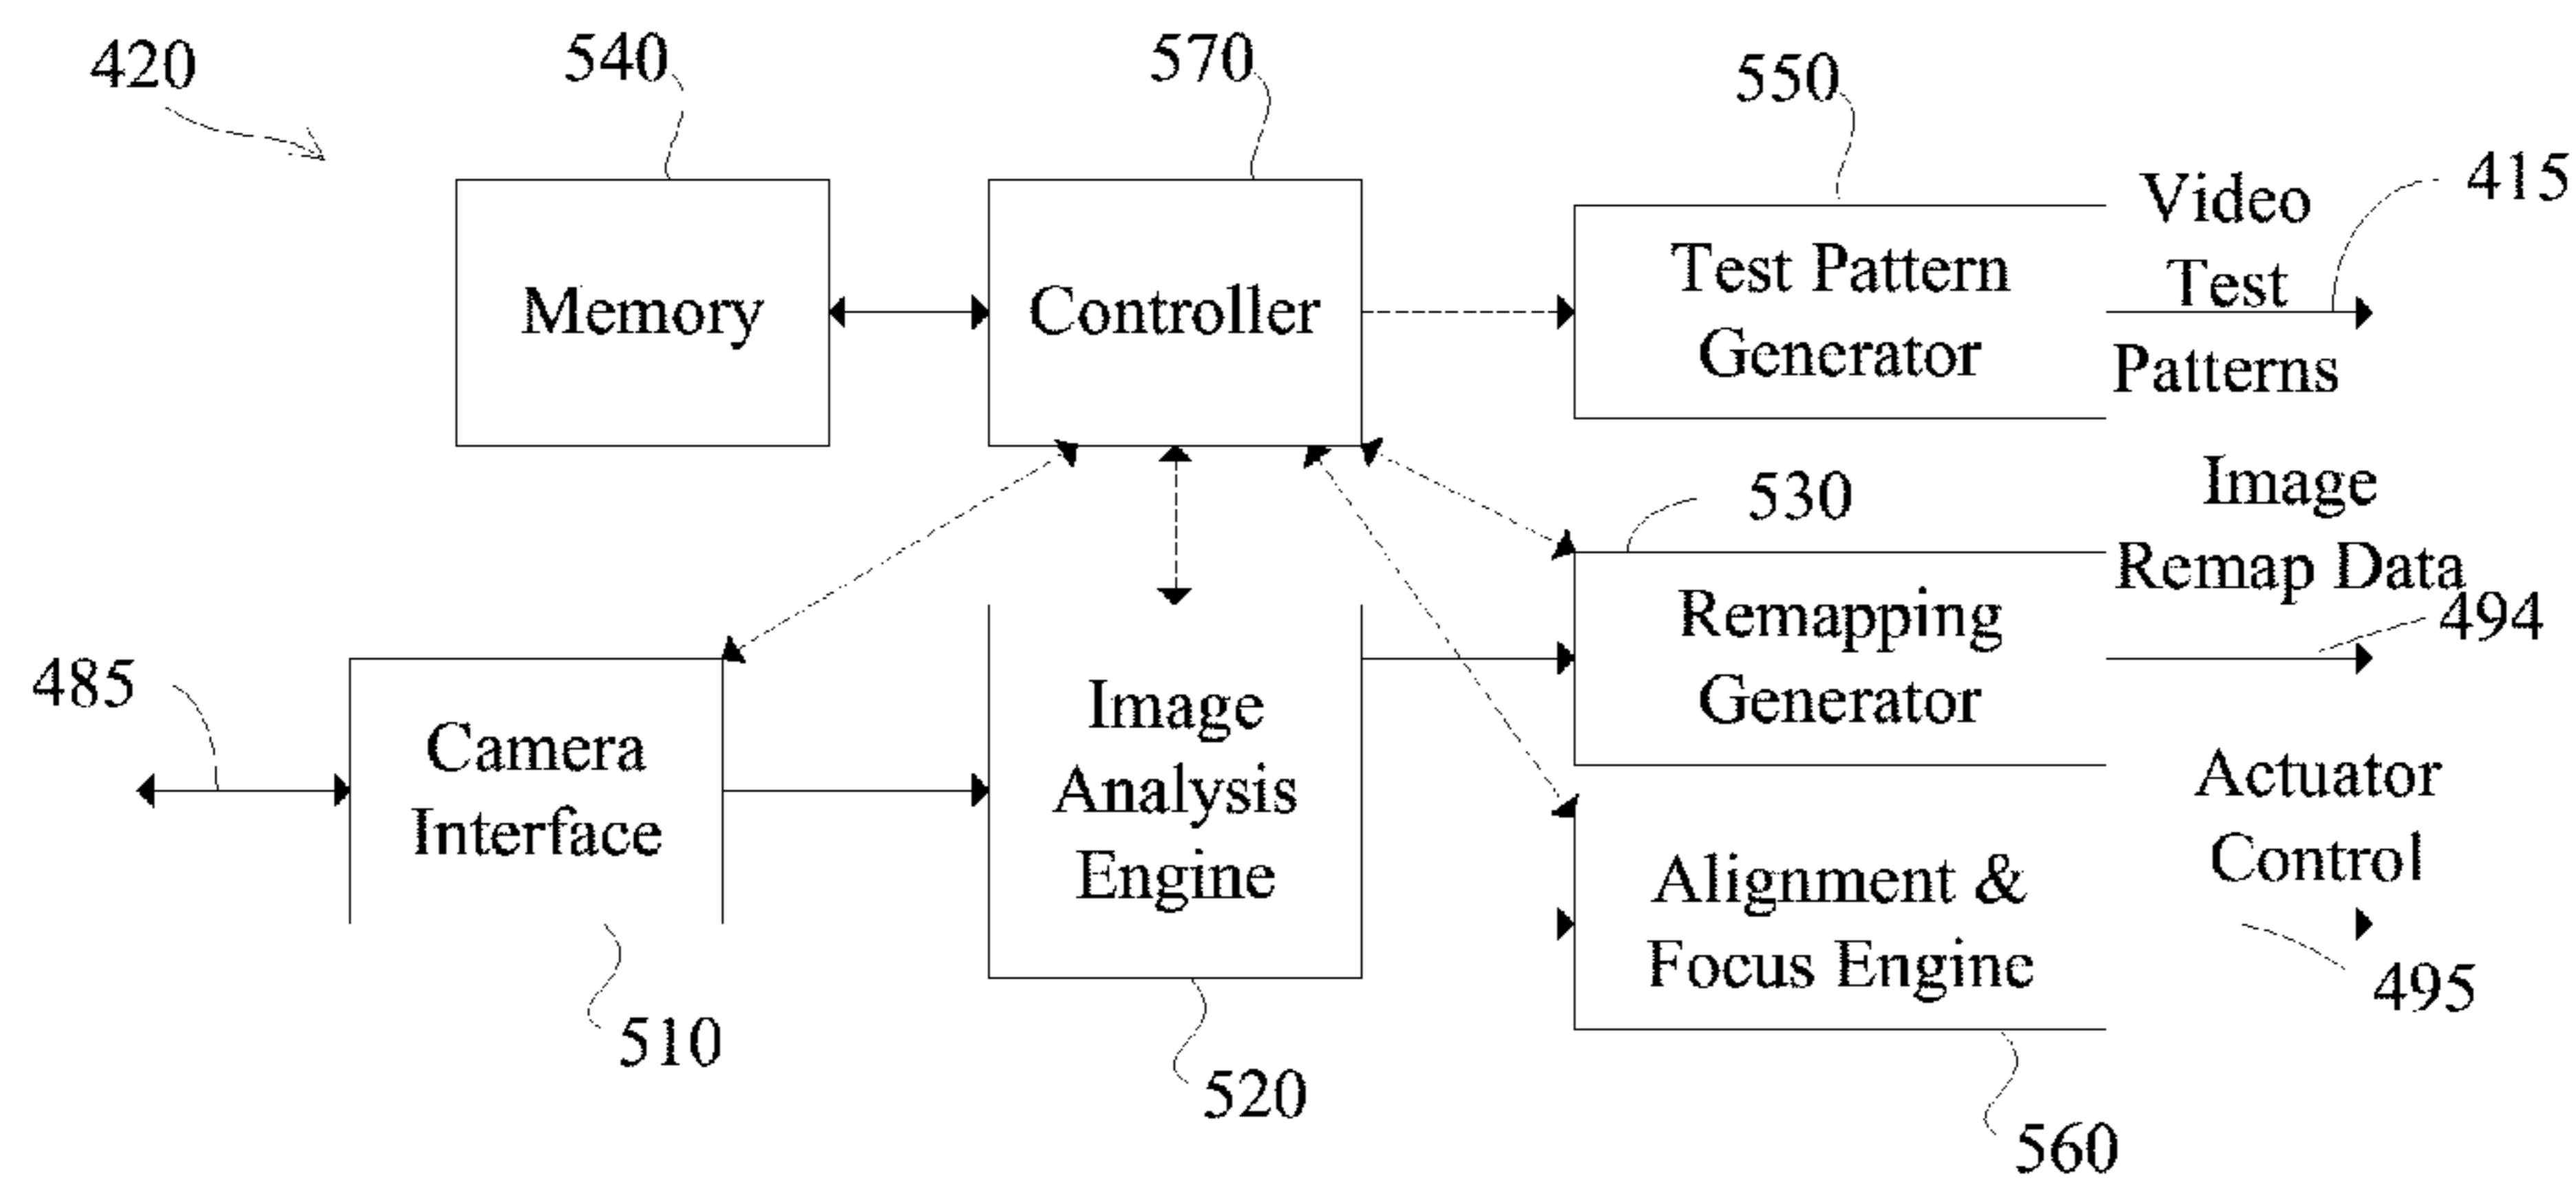 420
540
570
550
415
Memory
Controller
Test Pattern
Generator
Video
Test
Patterns
530
Image
Remap Data
494
485
Camera
Interface
Image
Analysis
Engine
Remapping
Generator
Actuator
Control
Alignment &
Focus Engine
495
510
520
560